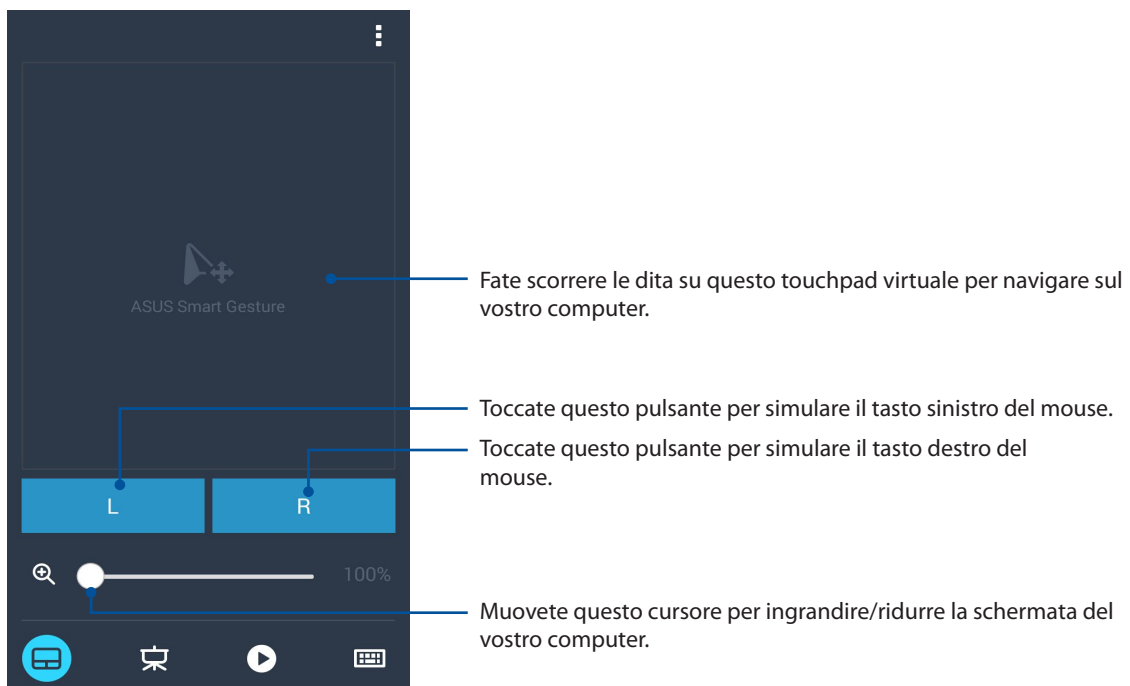 ASUS Smart Gesture
Fate scorrere le dita su questo touchpad virtuale per navigare sul
vostro computer.
Toccate questo pulsante per simulare il tasto sinistro del mouse.
Toccate questo pulsante per simulare il tasto destro del
mouse.
L
R
100%
Muovete questo cursore per ingrandire/ridurre la schermata del
vostro computer.